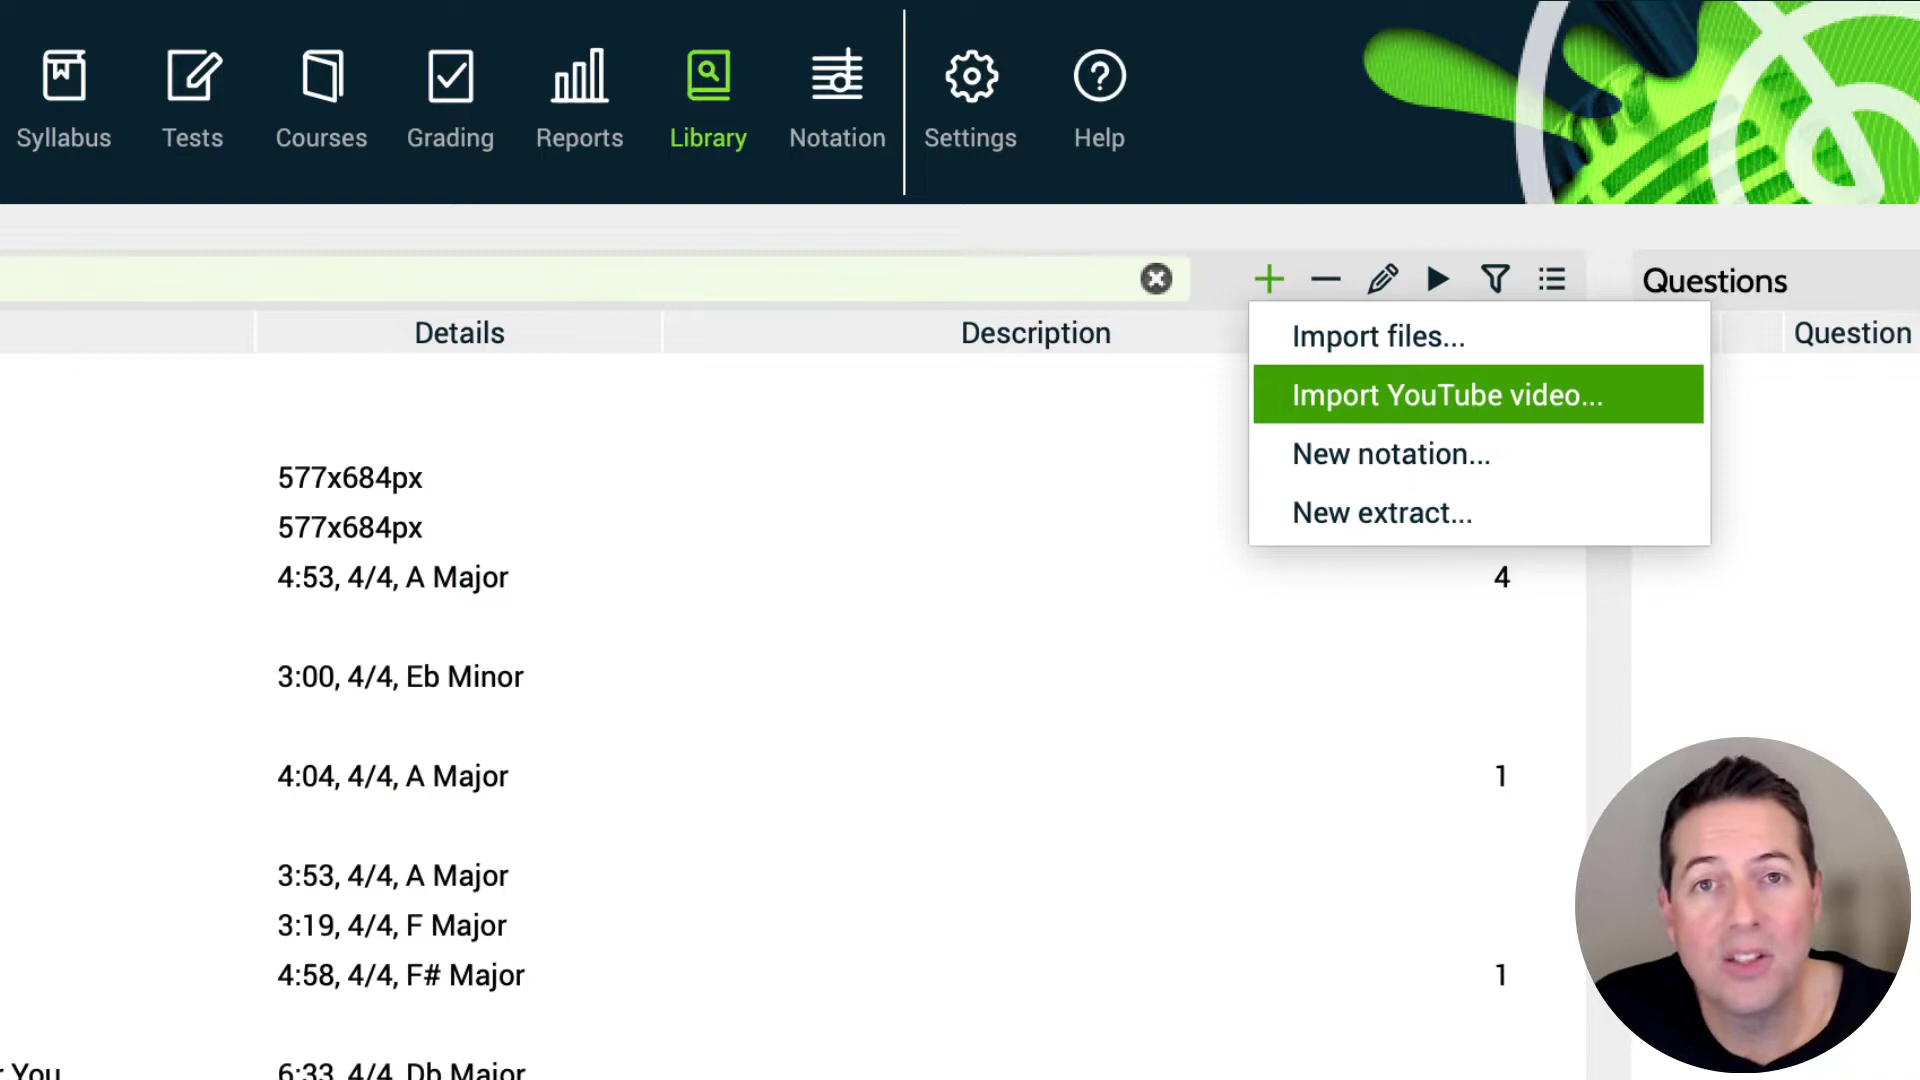 Syllabus Tests Courses Grading Reports Library Notation Settings Help
Questions
Details Description Question
Import files...
Import YouTube video...
New notation...
New extract...
577x684px
577x684px
4:53, 4/4, A Major 4
3:00, 4/4, Eb Minor
4:04, 4/4, A Major 1
3:53, 4/4, A Major
3:19, 4/4, F Major
4:58, 4/4, F# Major 1
r You 6:33, 4/4, Db Major